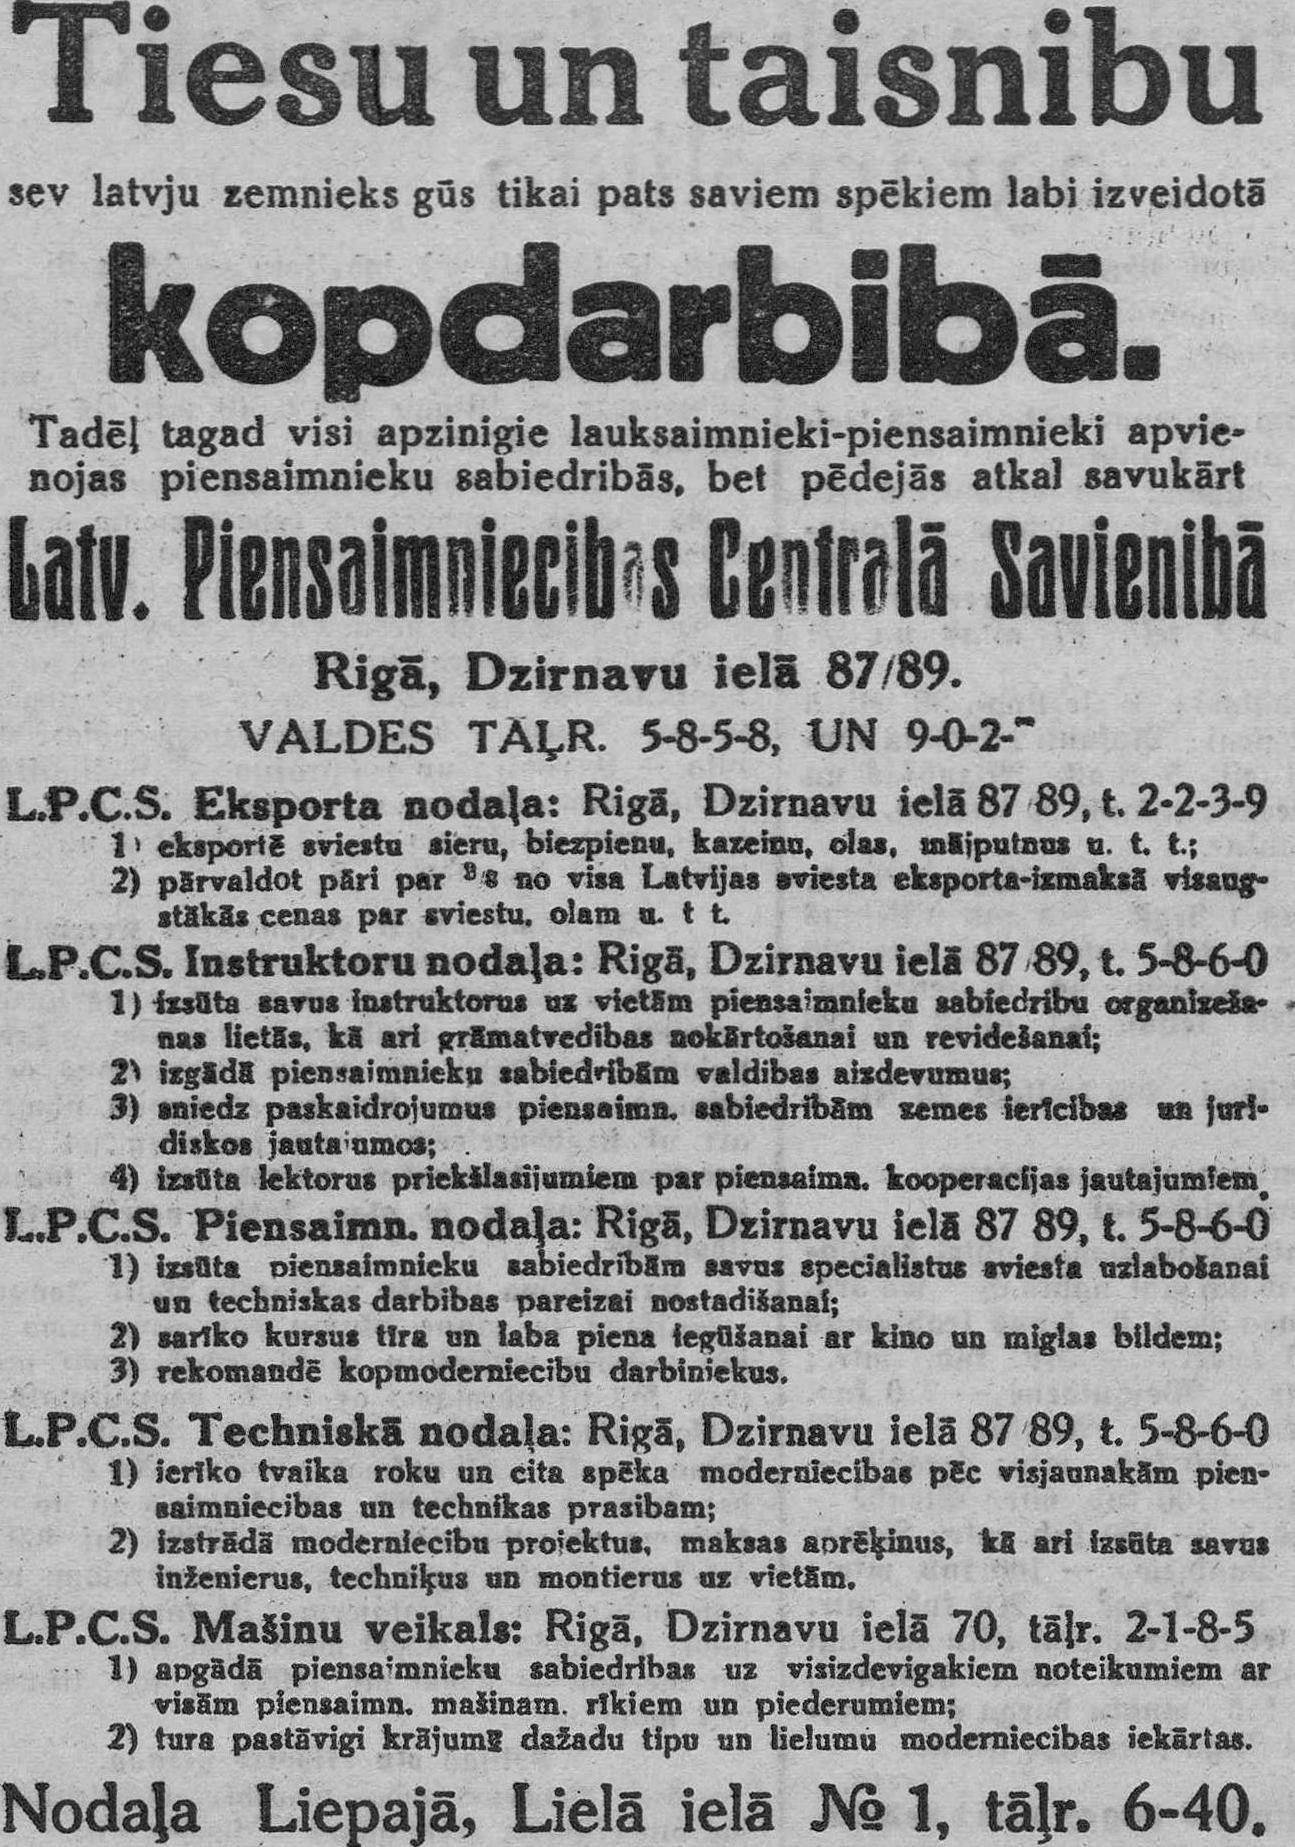 Tiesu un taisnibu
sev latvju zemnieks gūs tikai pats saviem spēkiem labi izveidotā
kopdarbibā.
Tadēļ tagad visi apzinigie lauksaimnieki-piensaimnieki apvie-
nojas piensaimnieku sabiedribās, bet pēdejās atkal savukārt
Latv. Piensaimniecibas Centralā Savienibā
Rigā, Dzirnavu ielā 87/89.
VALDES TĀĻR. 5-8-5-8, UN 9-0-2-
L.P.C.S. Eksporta nodaļa: Rigā, Dzirnavu ielā 87 89, t. 2-2-3-9
1) eksportē sviestu sieru, biezpienu, kazeinu, olas, mājputnus u. t. t.;
2) pārvaldot pāri par no visa Latvijas sviesta eksporta-izmaksā visaug-
stākās cenas par sviestu, olam u. t t.
L.P.C.S. Instruktoru nodaļa: Rigā, Dzirnavu ielā 87/89, t. 5-8-6-0
1) izsūta savus instruktorus uz vietām piensaimnieku sabiedribu organizeša-
nas lietās, kā ari grāmatvedibas nokārtošanai un revidešanai;
2) izgādā piensaimnieku sabiedribām valdibas aizdevumus;
3) sniedz paskaidrojumus piensaimn. sabiedribām zemes ierīcibas un juri-
diskos jautajumos;
4) izsūta lektorus priekšlasijumiem par piensaimn. kooperacijas jautajumiem.
L.P.C.S. Piensaimn. nodaļa: Rigā, Dzirnavu ielā 87 89, t. 5-8-6-0
1) izsūta piensaimnieku sabiedribām savus specialistus sviesta uzlabošanai
un techniskas darbibas pareizai nostadišanai;
2) sarīko kursus tīra un laba piena iegūšanai ar kino un miglas bildem;
3) rekomandē kopmoderniecibu darbiniekus.
L.P.C.S. Techniskā nodaļa: Rigā, Dzirnavu ielā 87 89, t. 5-8-6-0
1) ierīko tvaika roku un cita spēka moderniecibas pēc visjaunakām pien-
saimniecibas un technikas prasibam;
2) izstrādā moderniecibu projektus, maksas aprēķinus, kā ari izsūta savus
inženierus, techniķus un montierus uz vietām.
L.P.C.S. Mašinu veikals: Rigā, Dzirnavu ielā 70, tāļr. 2-1-8-5
1) apgādā piensaimnieku sabiedribas uz visizdevigakiem noteikumiem ar
visām piensaimn. mašinam. rīkiem un piederumiem;
2) tura pastāvigi krājumā dažadu tipu un lielumu moderniecibas iekārtas.
Nodaļa Liepajā, Lielā ielā № 1, tāļr. 6-40.